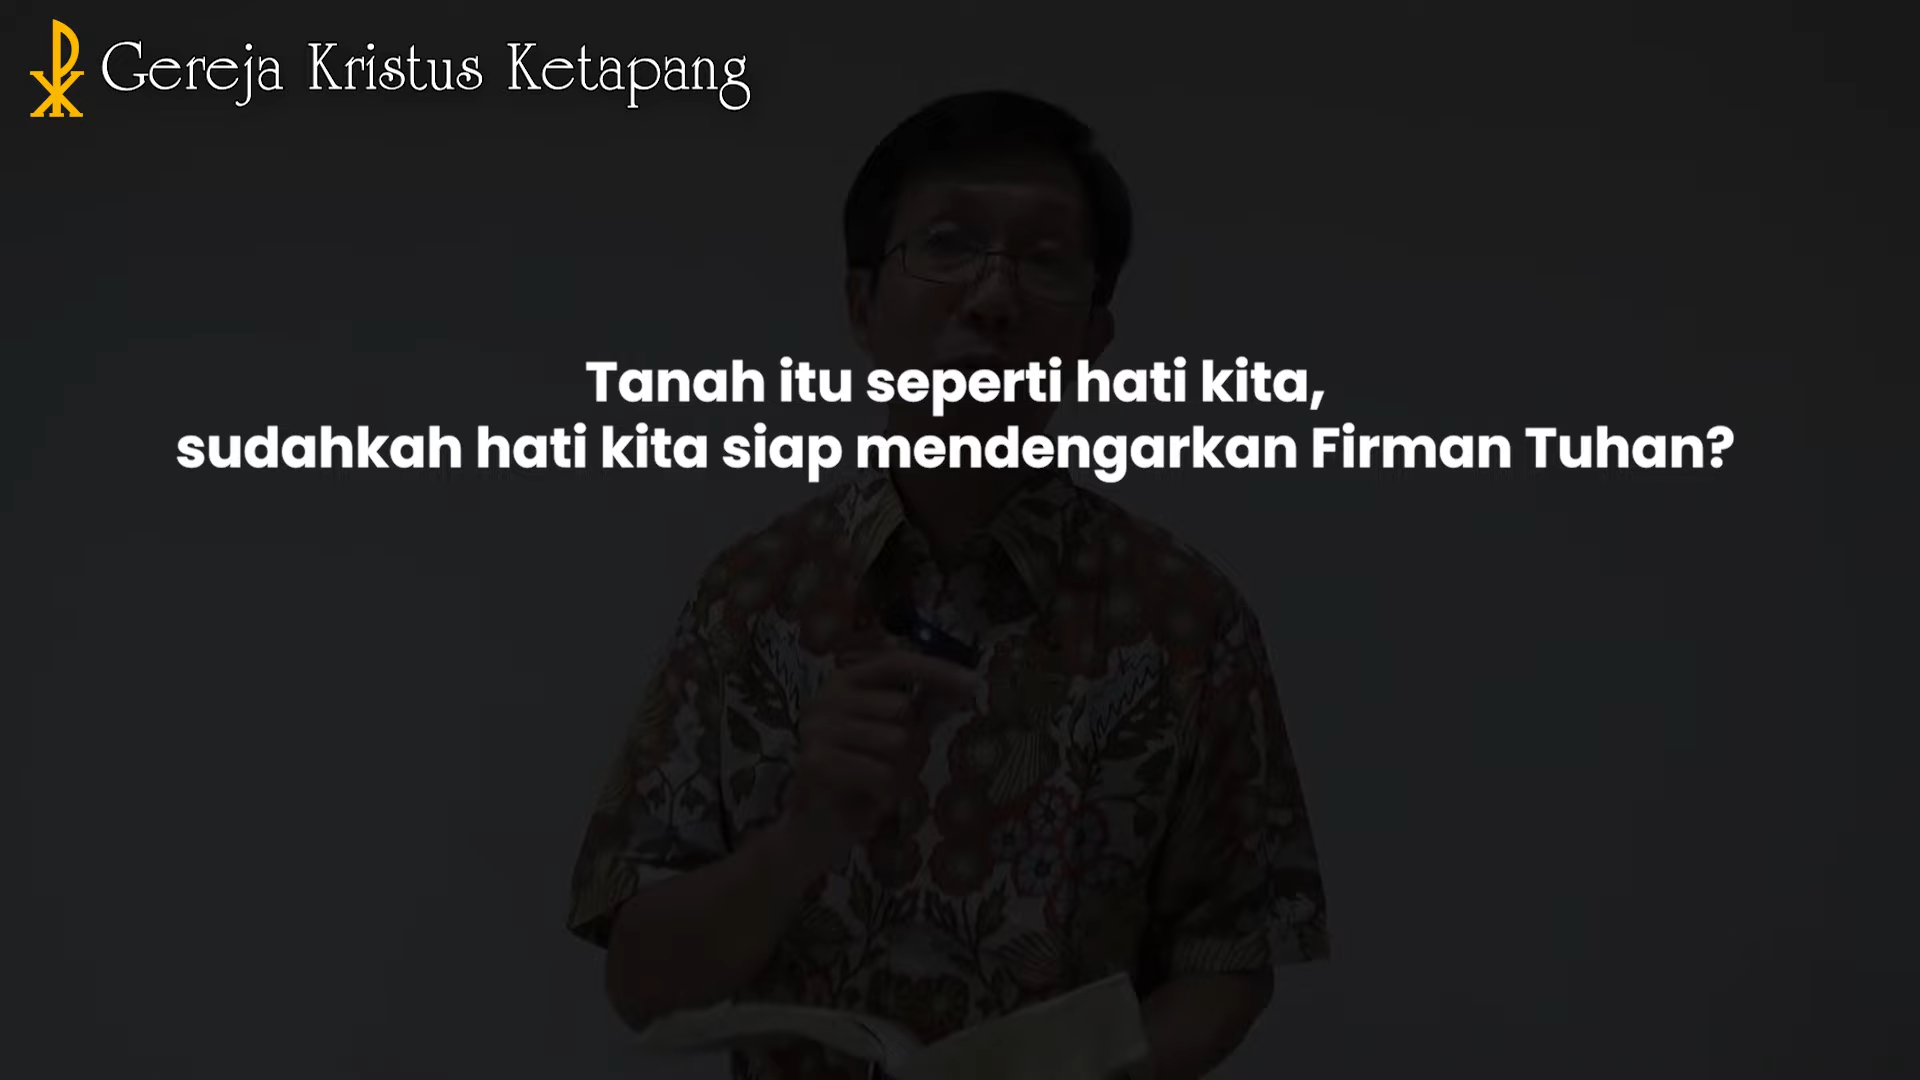 Gereja Kristus Ketapang
Tanah itu seperti hati kita,
sudahkah hati kita siap mendengarkan Firman Tuhan?